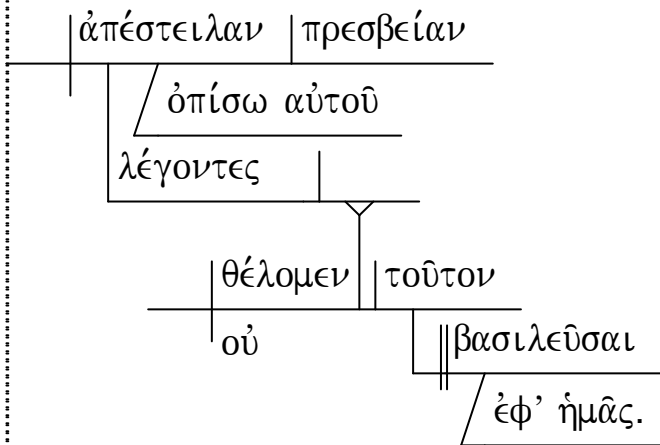 ἀπέστειλαν πρεσβείαν
ὀπίσω αὐτοῦ
λέγοντες
θέλομεν τοῦτον
οὐ
βασιλεῦσαι
ἐφ’ ἡμᾶς.